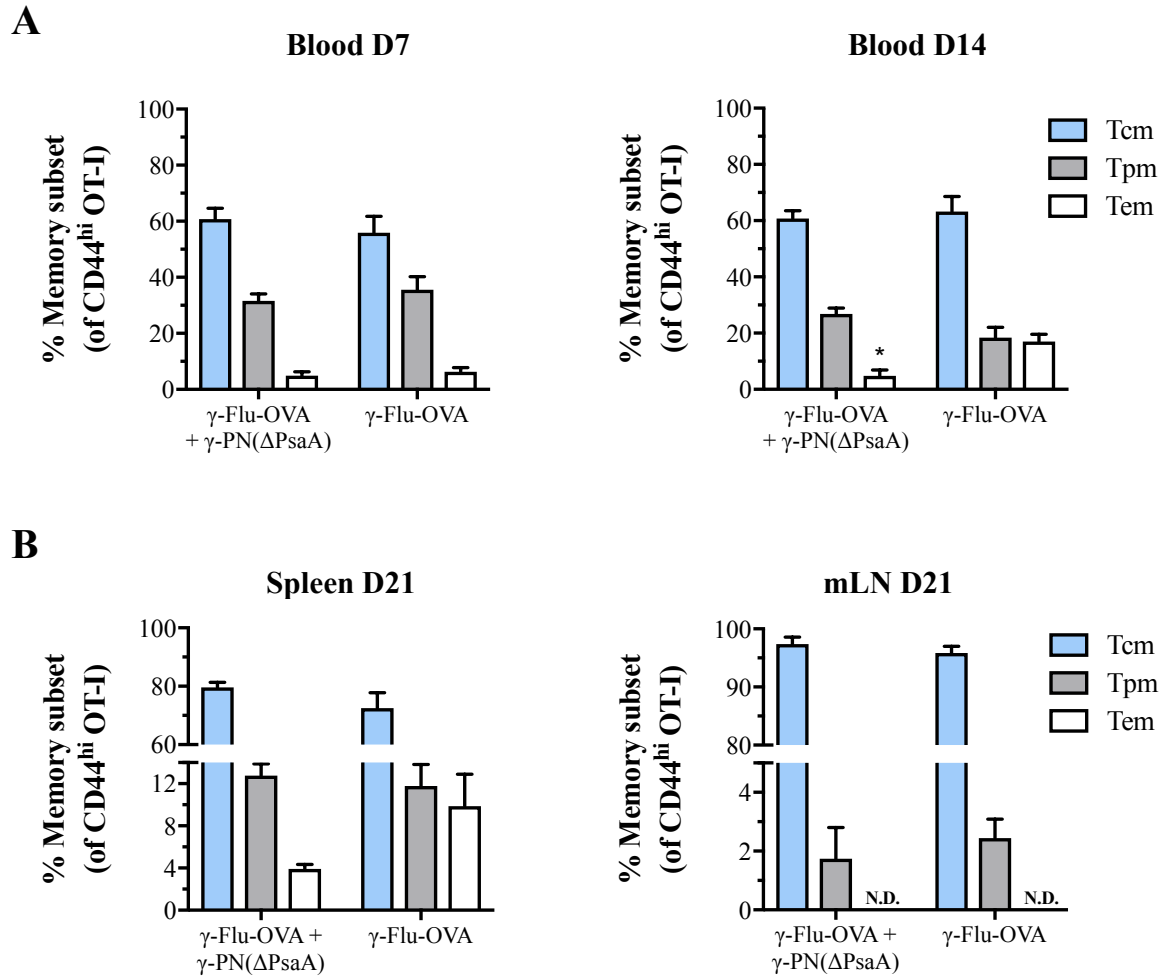 A
Blood D7
% Memory subset
(of CD44hi OT-I)
100
80
60
40
20
0
γ-Flu-OVA
+ γ-PN(ΔPsaA)
γ-Flu-OVA
Blood D14
% Memory subset
(of CD44hi OT-I)
100
80
60
40
20
0
*
γ-Flu-OVA
+ γ-PN(ΔPsaA)
γ-Flu-OVA
Tcm
Tpm
Tem
B
Spleen D21
% Memory subset
(of CD44hi OT-I)
100
80
60
12
8
4
0
γ-Flu-OVA +
γ-PN(ΔPsaA)
γ-Flu-OVA
mLN D21
% Memory subset
(of CD44hi OT-I)
100
90
80
4
2
0
N.D.
N.D.
γ-Flu-OVA +
γ-PN(ΔPsaA)
γ-Flu-OVA
Tcm
Tpm
Tem